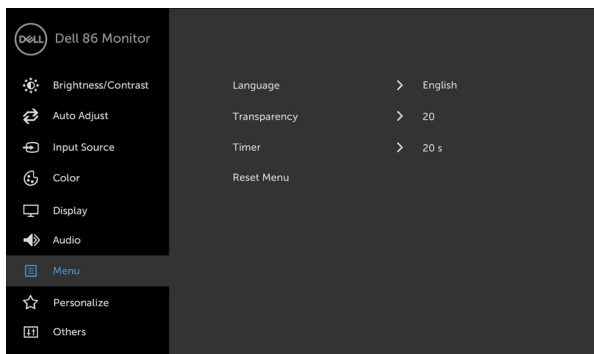 DELL Dell 86 Monitor
Brightness/Contrast
Auto Adjust
Input Source
Color
Display
Audio
Menu
Personalize
Others
Language > English
Transparency > 20
Timer > 20 s
Reset Menu